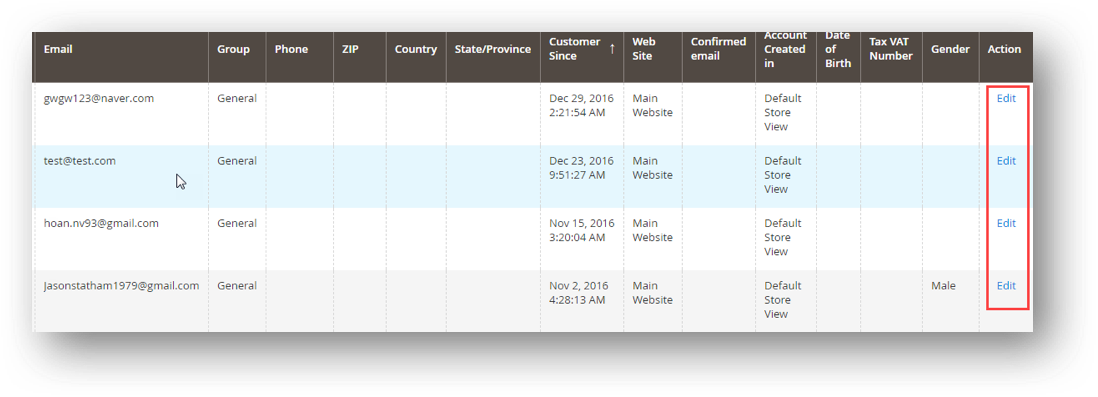 Email Group Phone ZIP Country State/Province Customer Since ↑ Web Site Confirmed email Account Created in Date of Birth Tax VAT Number Gender Action
gwgw123@naver.com General Dec 29, 2016 2:21:54 AM Main Website Default Store View Edit
test@test.com General Dec 23, 2016 9:51:27 AM Main Website Default Store View Edit
hoan.nv93@gmail.com General Nov 15, 2016 3:20:04 AM Main Website Default Store View Edit
Jasonstatham1979@gmail.com General Nov 2, 2016 4:28:13 AM Main Website Default Store View Male Edit